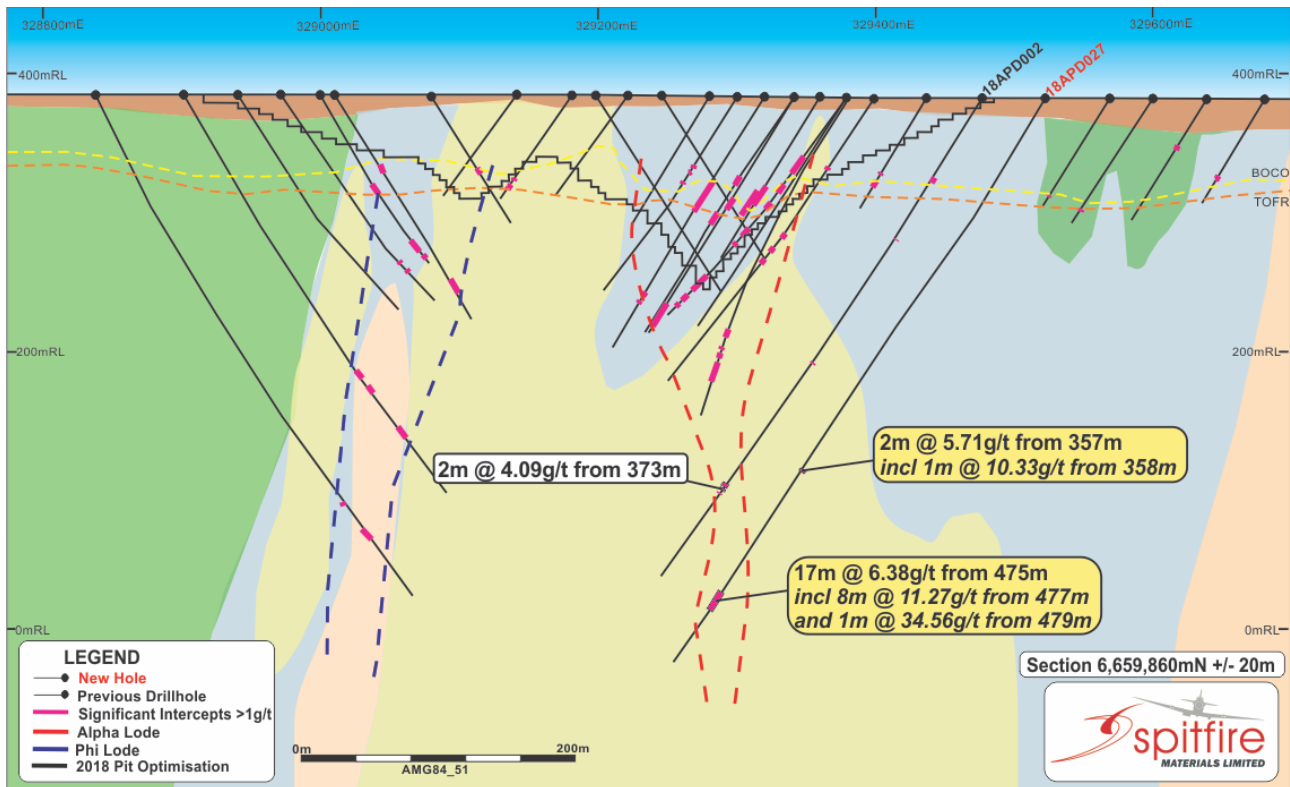 328800mE
329000mE
329200mE
329400mE
329600mE
400mRL
400mRL
18APD002
18APD027
BOCO
TOFR
200mRL
200mRL
2m @ 4.09g/t from 373m
2m @ 5.71g/t from 357m
incl 1m @ 10.33g/t from 358m
17m @ 6.38g/t from 475m
incl 8m @ 11.27g/t from 477m
and 1m @ 34.56g/t from 479m
0mRL
0mRL
LEGEND
New Hole
Previous Drillhole
Significant Intercepts >1g/t
Alpha Lode
Phi Lode
2018 Pit Optimisation
0m
200m
AMG84_51
Section 6,659,860mN +/- 20m
spitfire
MATERIALS LIMITED